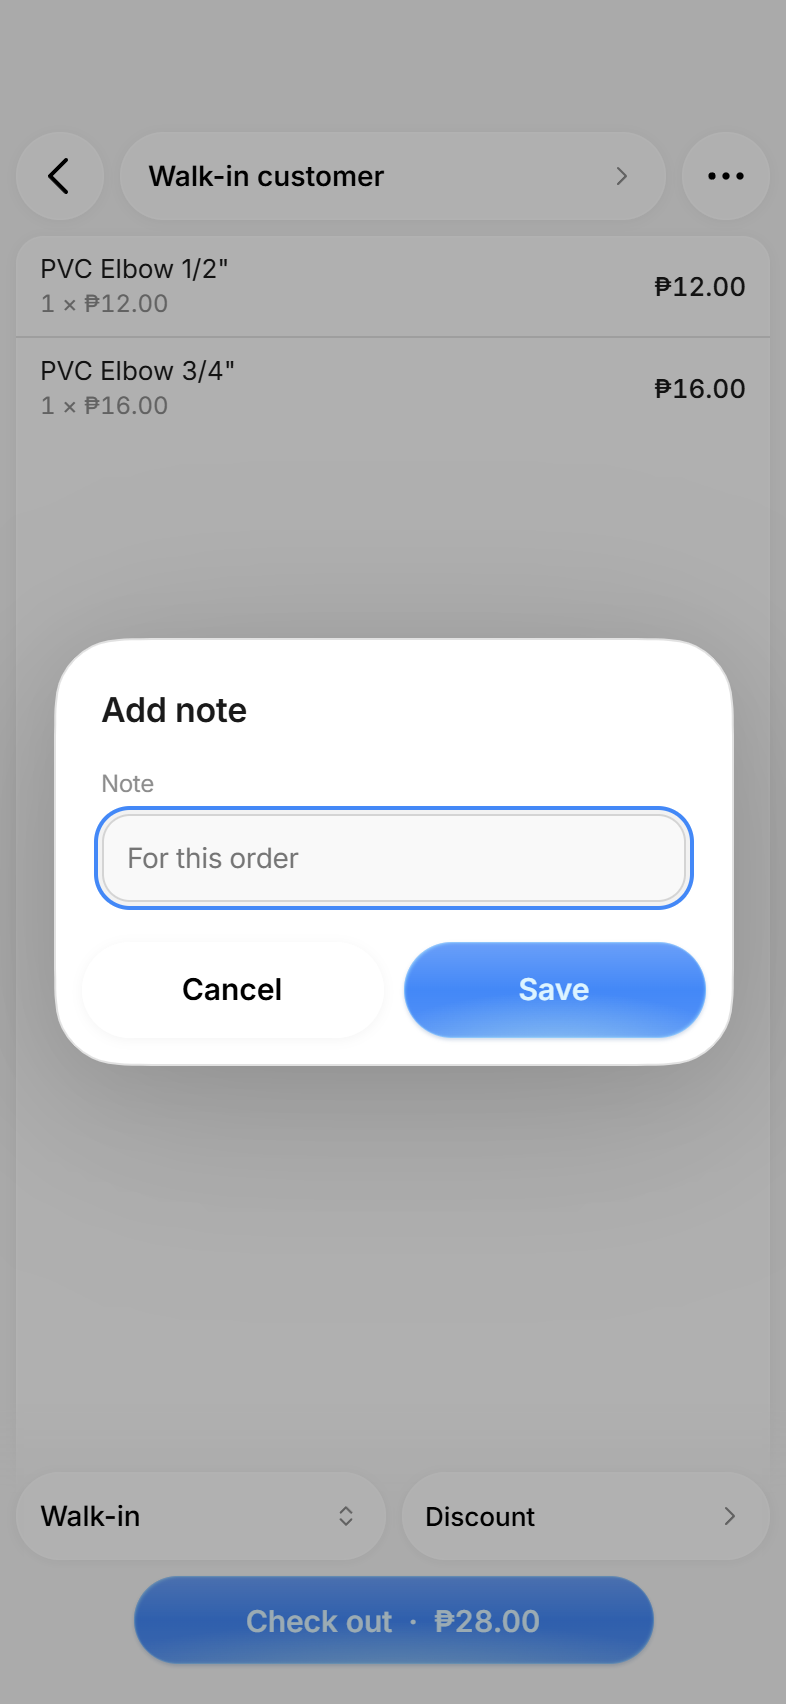 Walk-in customer
PVC Elbow 1/2"
1 × ₱12.00
₱12.00
PVC Elbow 3/4"
1 × ₱16.00
₱16.00
Add note
Note
For this order
Cancel
Save
Walk-in
Discount
Check out · ₱28.00